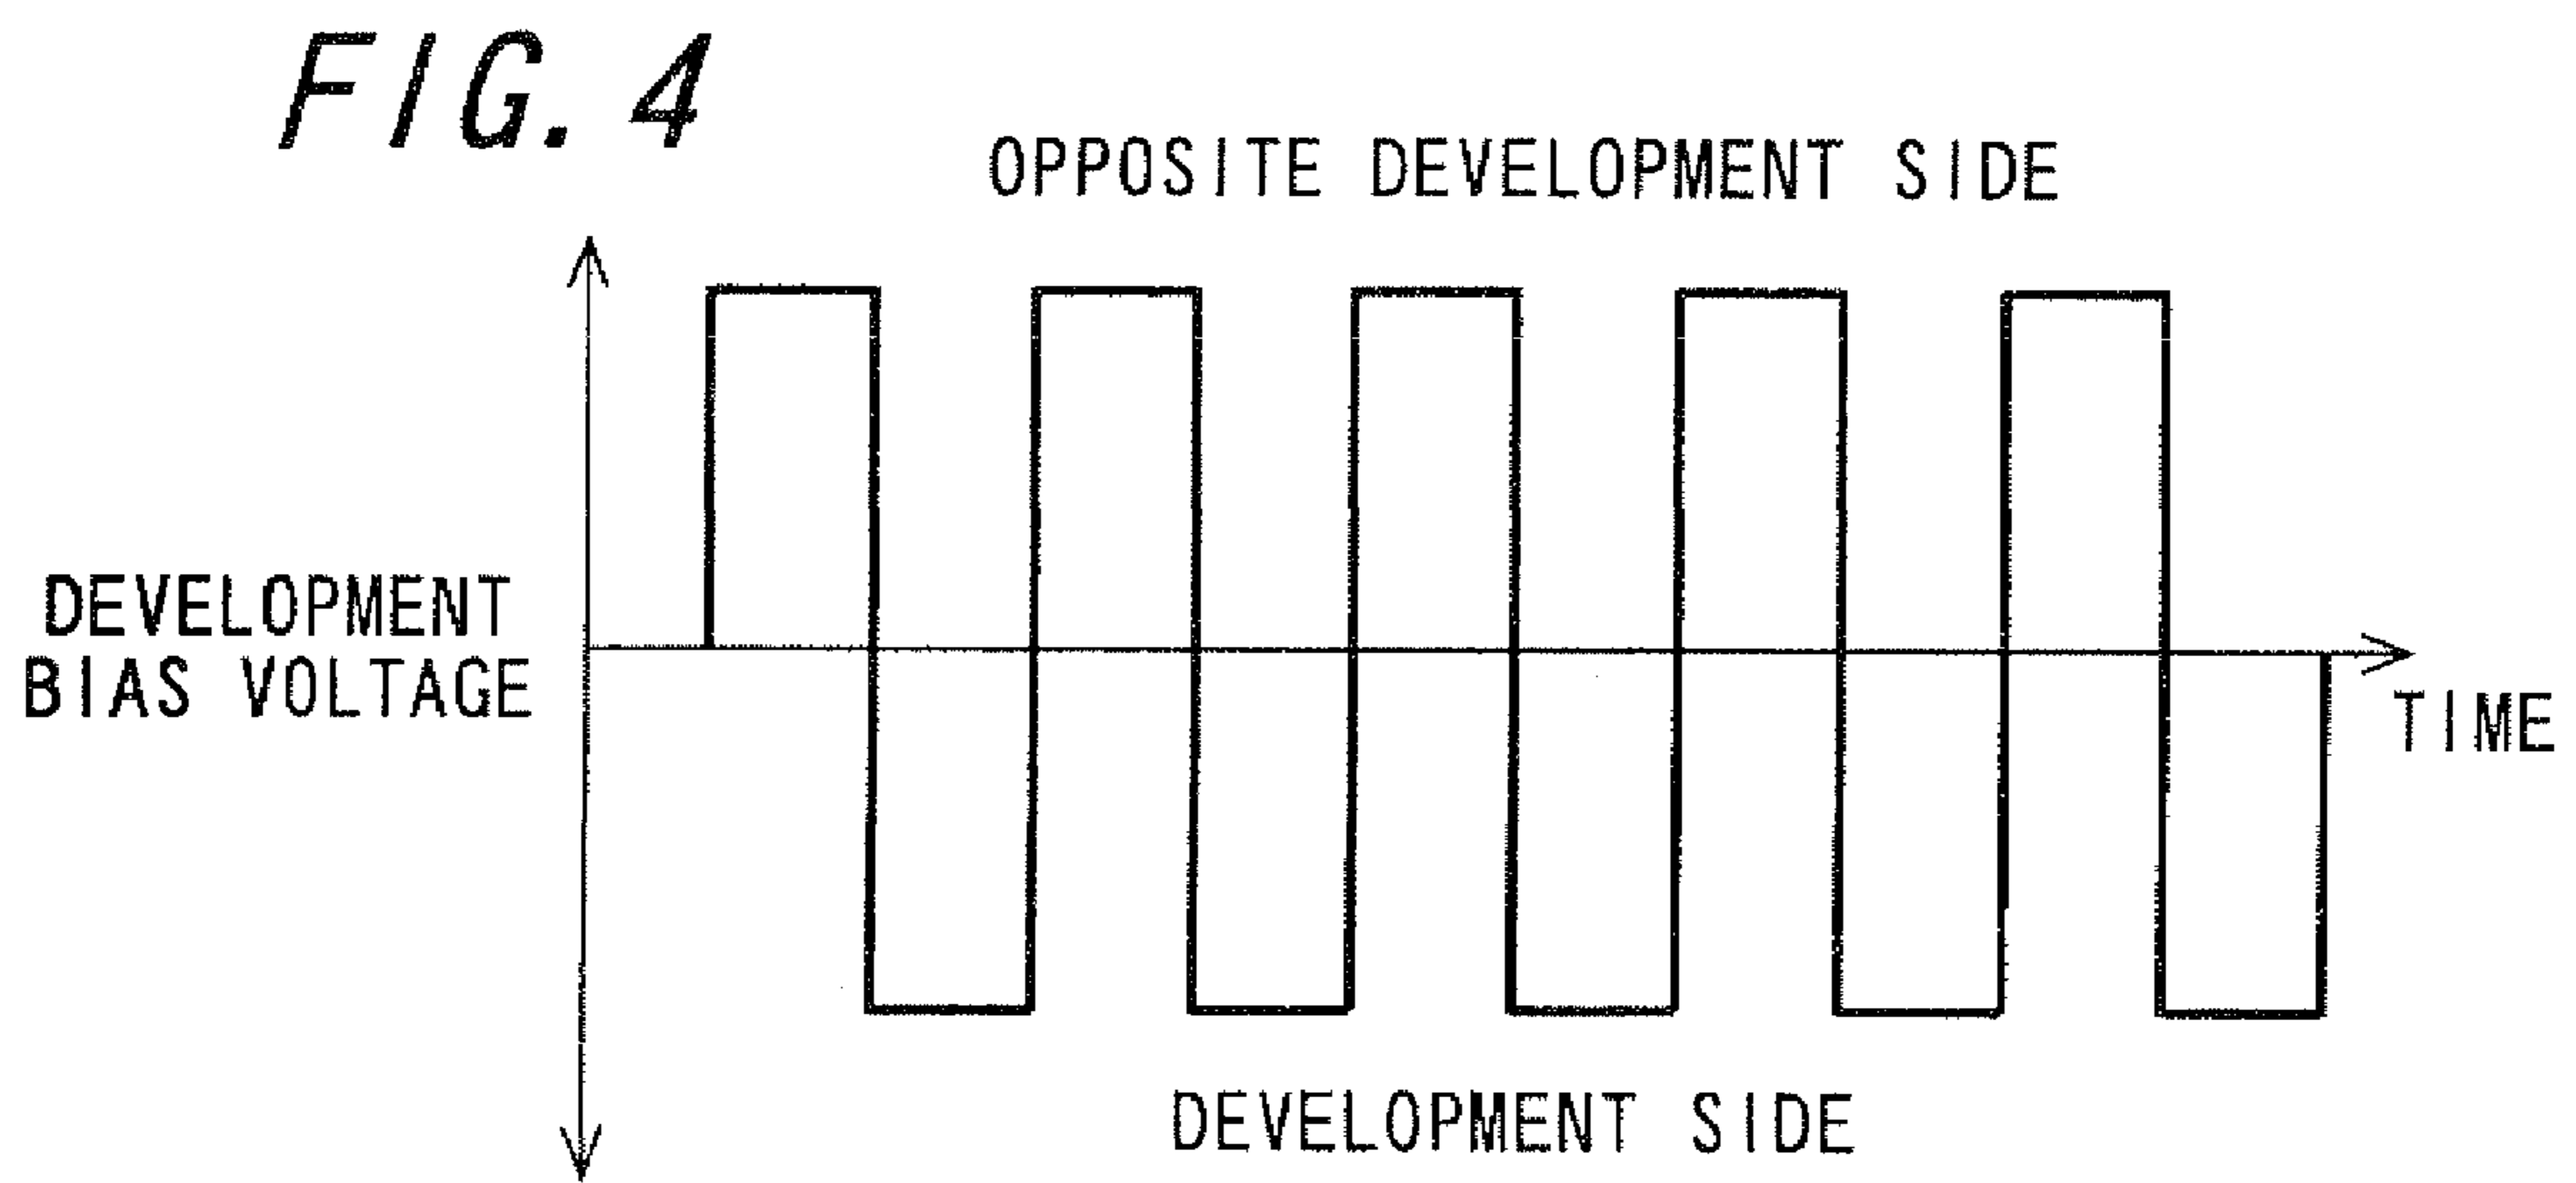 FIG. 4
OPPOSITE DEVELOPMENT SIDE
DEVELOPMENT
BIAS VOLTAGE
TIME
DEVELOPMENT SIDE